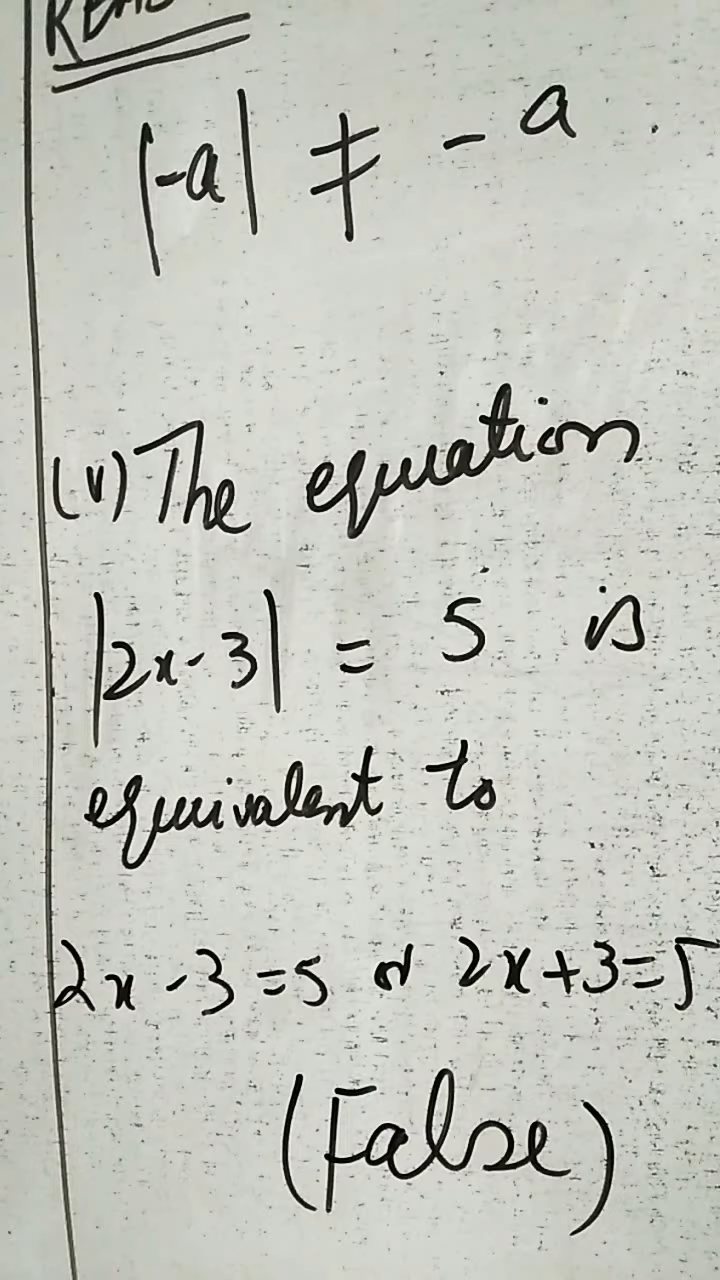 |-a| ≠ -a.
(v) The equation
|2x-3| = 5 is
equivalent to
2x-3=5 or 2x+3=5
(False)